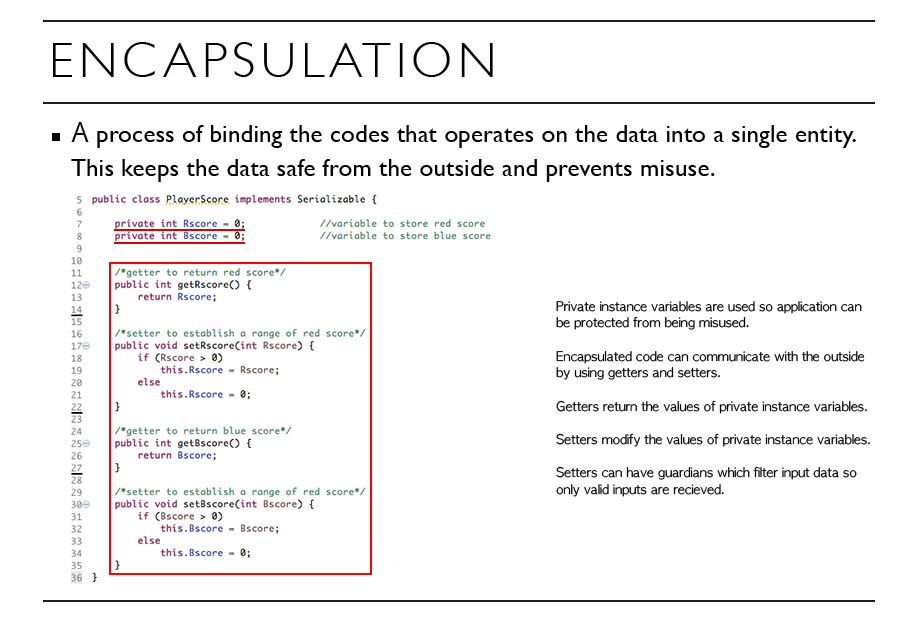 ENCAPSULATION
▪ A process of binding the codes that operates on the data into a single entity.
This keeps the data safe from the outside and prevents misuse.
5 public class PlayerScore implements Serializable {
6
7 private int Rscore = 0; //variable to store red score
8 private int Bscore = 0; //variable to store blue score
9
10
11 /*getter to return red score*/
12 public int getRscore() {
13 return Rscore;
14 }
15
16 /*setter to establish a range of red score*/
17 public void setRscore(int Rscore) {
18 if (Rscore > 0)
19 this.Rscore = Rscore;
20 else
21 this.Rscore = 0;
22 }
23
24 /*getter to return blue score*/
25 public int getBscore() {
26 return Bscore;
27 }
28
29 /*setter to establish a range of red score*/
30 public void setBscore(int Bscore) {
31 if (Bscore > 0)
32 this.Bscore = Bscore;
33 else
34 this.Bscore = 0;
35 }
36 }
Private instance variables are used so application can
be protected from being misused.
Encapsulated code can communicate with the outside
by using getters and setters.
Getters return the values of private instance variables.
Setters modify the values of private instance variables.
Setters can have guardians which filter input data so
only valid inputs are recieved.